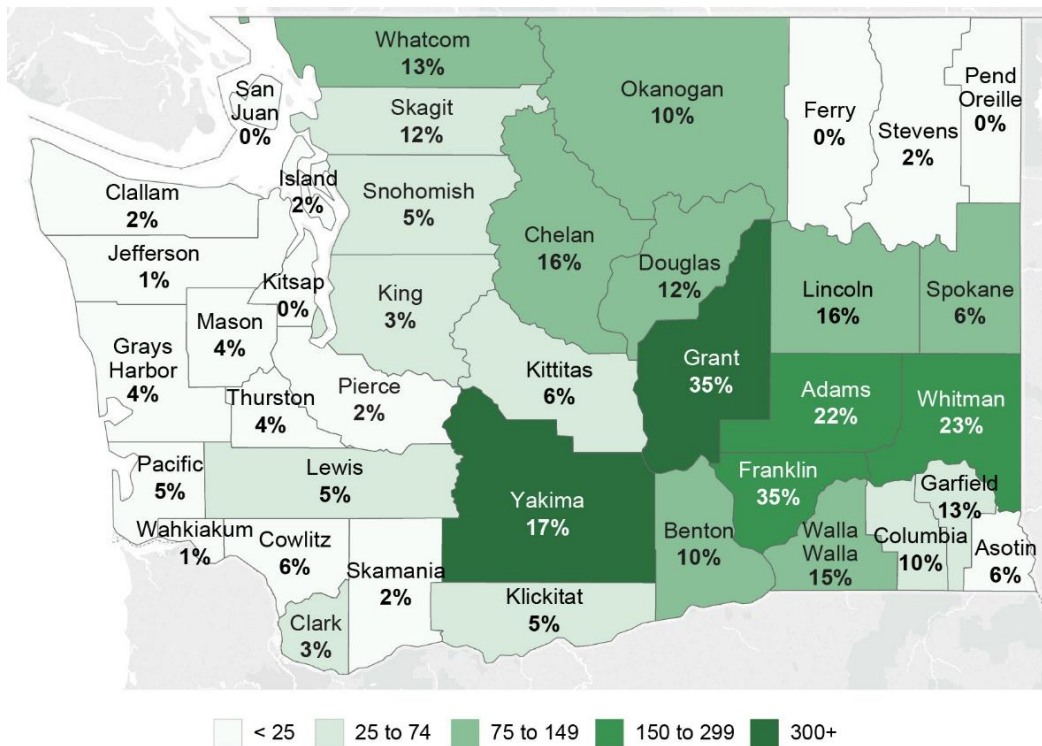 Whatcom
13%
San
Juan
0%
Skagit
12%
Okanogan
10%
Ferry
0%
Stevens
2%
Pend
Oreille
0%
Clallam
2%
Island
2%
Snohomish
5%
Jefferson
1%
Kitsap
0%
King
3%
Chelan
16%
Douglas
12%
Lincoln
16%
Spokane
6%
Mason
4%
Grays
Harbor
4%
Thurston
4%
Pierce
2%
Kittitas
6%
Grant
35%
Adams
22%
Whitman
23%
Pacific
5%
Lewis
5%
Yakima
17%
Franklin
35%
Garfield
13%
Wahkiakum
1%
Cowlitz
6%
Skamania
2%
Benton
10%
Walla
Walla
15%
Columbia
10%
Asotin
6%
Clark
3%
Klickitat
5%
< 25
25 to 74
75 to 149
150 to 299
300+